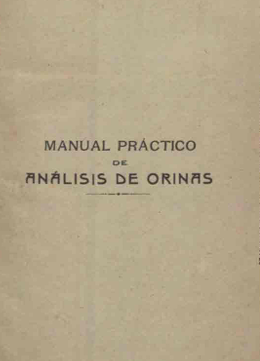 MANUAL PRÁCTICO
DE
ANÁLISIS DE ORINAS